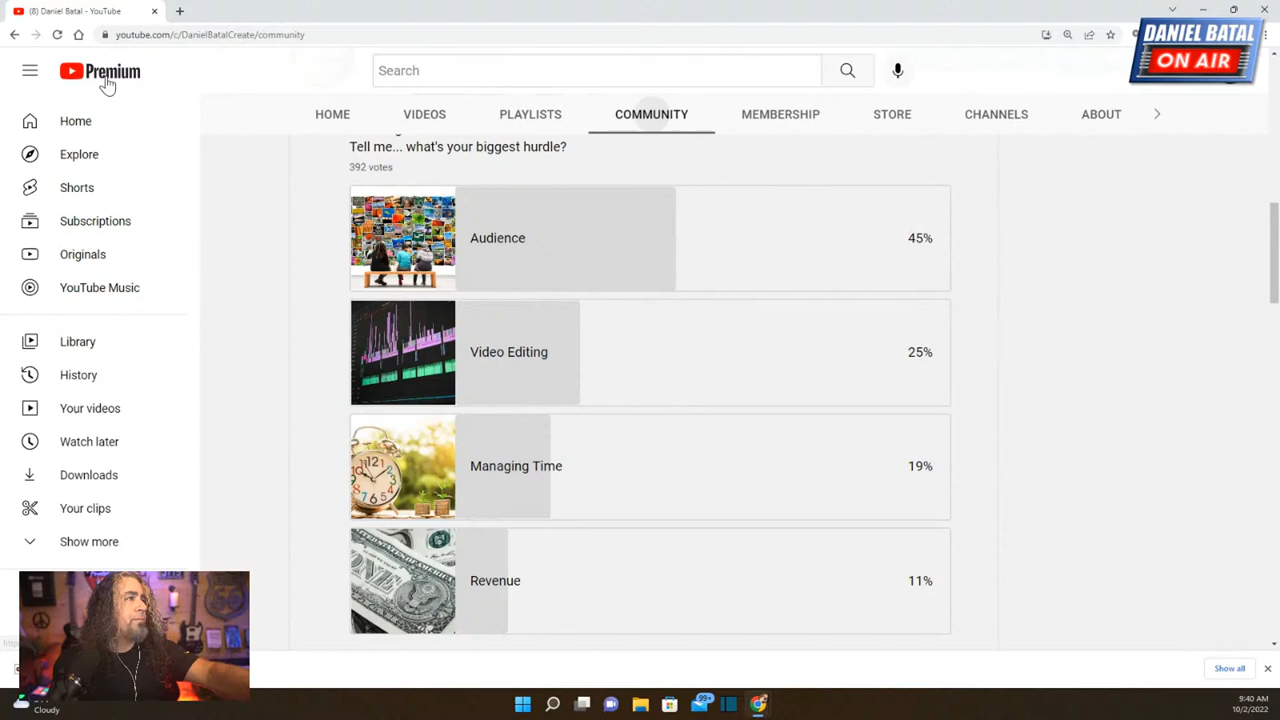 (8) Daniel Batal - YouTube
youtube.com/c/DanielBatalCreate/community
DANIEL BATAL
ON AIR
Premium
Search
HOME
VIDEOS
PLAYLISTS
COMMUNITY
MEMBERSHIP
STORE
CHANNELS
ABOUT
Home
Explore
Shorts
Subscriptions
Originals
YouTube Music
Library
History
Your videos
Watch later
Downloads
Your clips
Show more
Tell me... what's your biggest hurdle?
392 votes
Audience
45%
Video Editing
25%
Managing Time
19%
Revenue
11%
Show all
Cloudy
99+
9:40 AM
10/2/2022